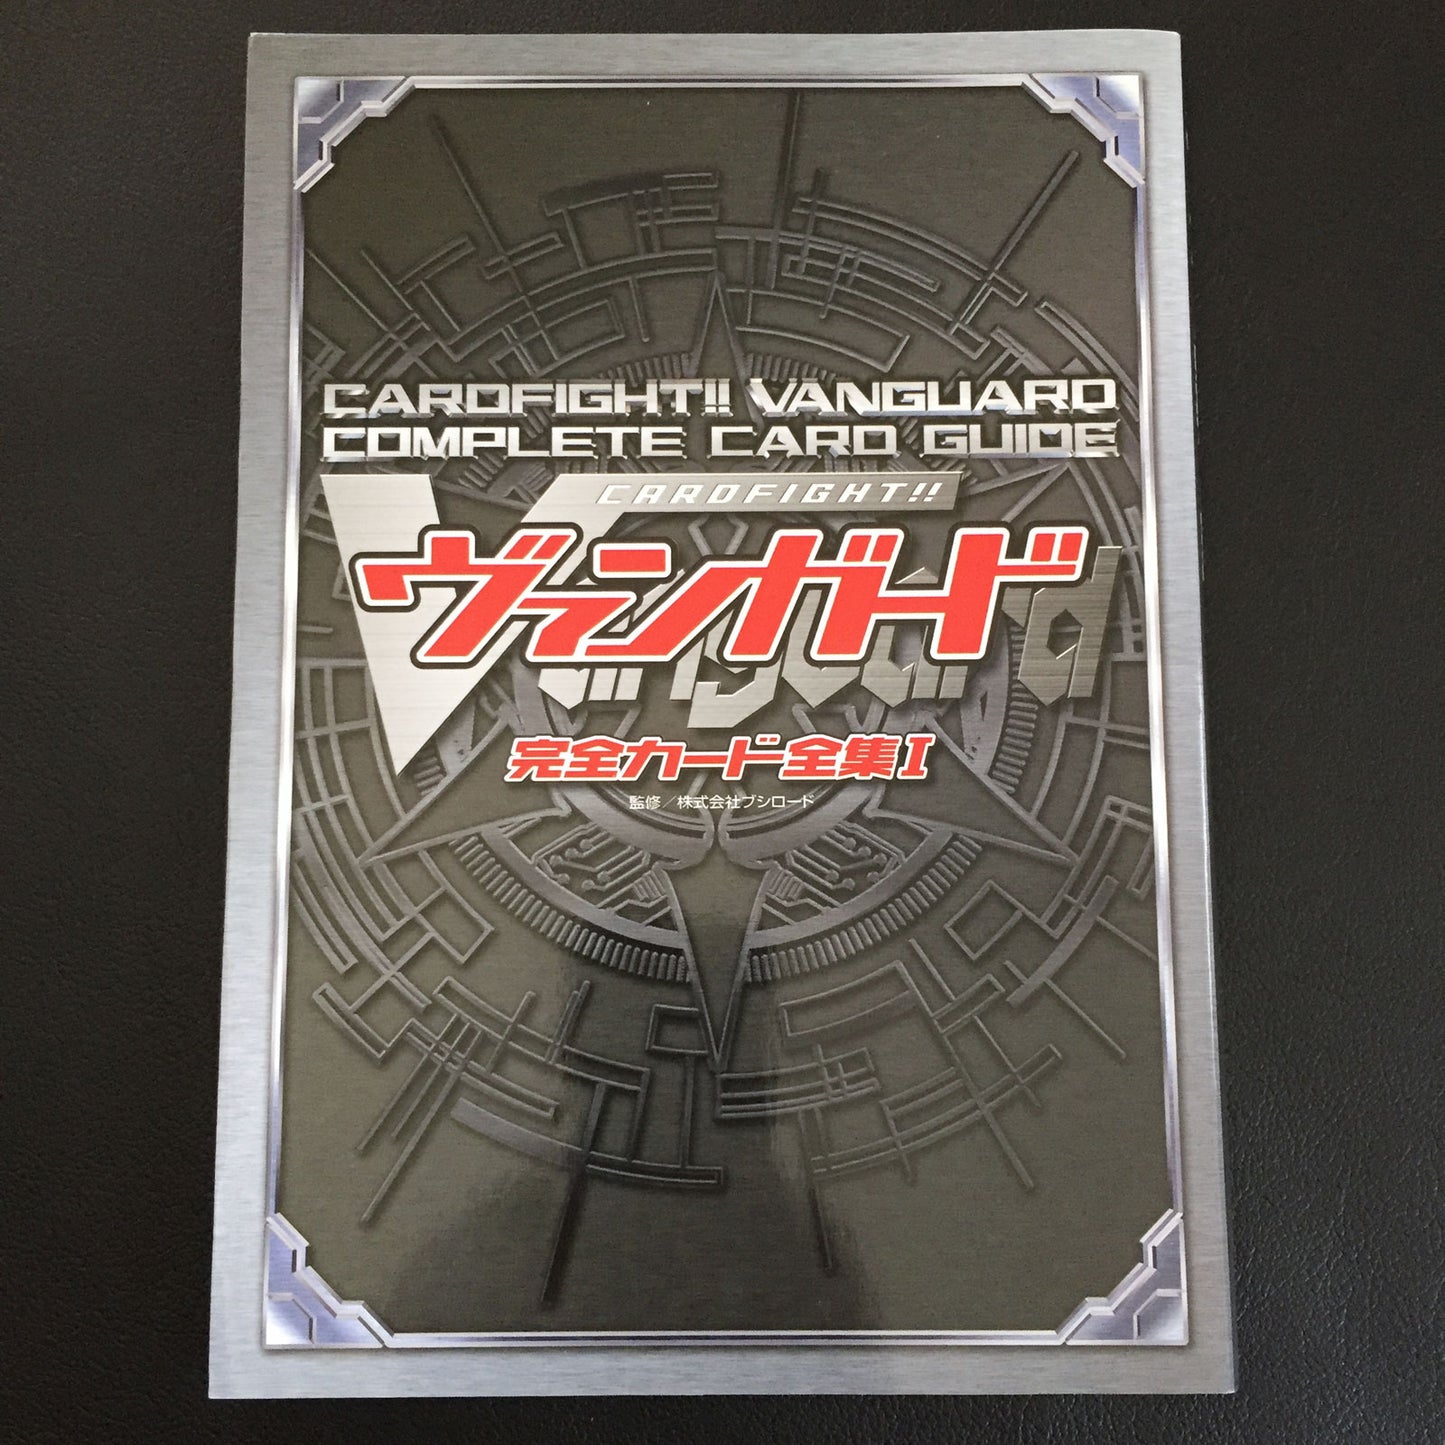 CARDFIGHT!! VANGUARD
COMPLETE CARD GUIDE
CARDFIGHT!!
ヴァンガード
Vanguard
完全カード全集I
監修／株式会社ブシロード